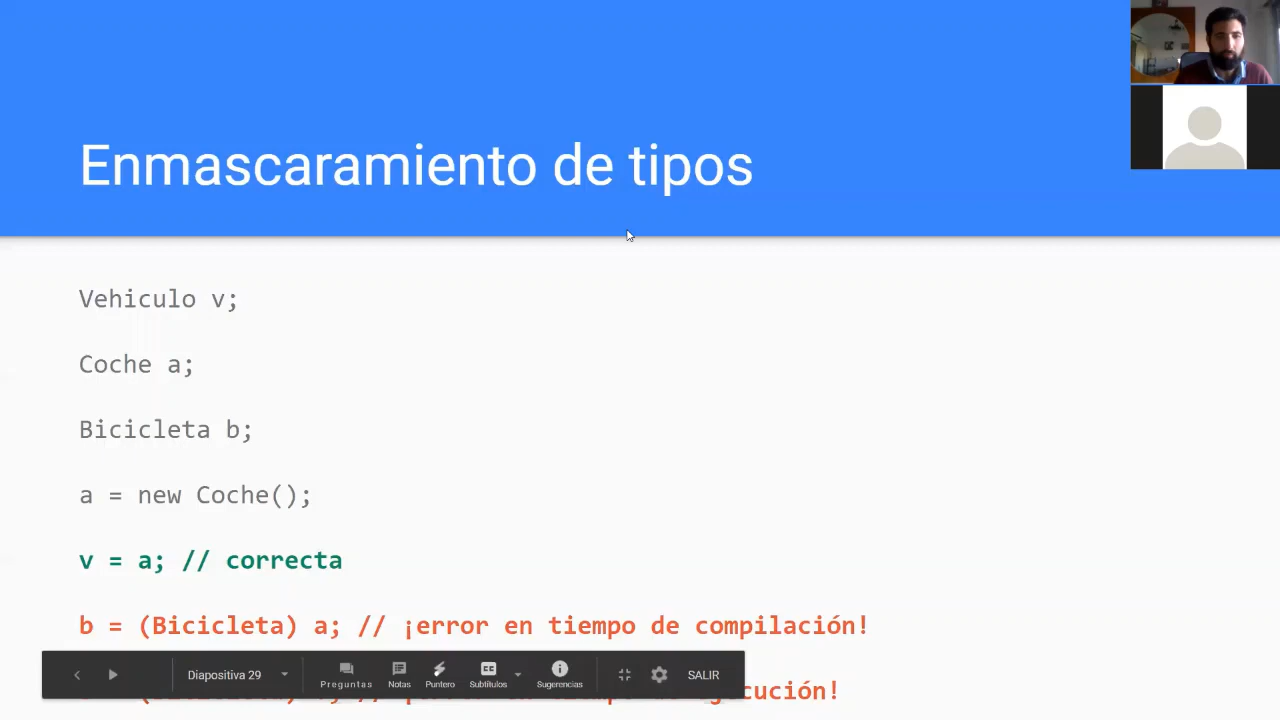 Enmascaramiento de tipos
Vehiculo v;
Coche a;
Bicicleta b;
a = new Coche();
v = a; // correcta
b = (Bicicleta) a; // ¡error en tiempo de compilación!
Diapositiva 29
Preguntas
Notas
Puntero
CC
Subtítulos
Sugerencias
SALIR